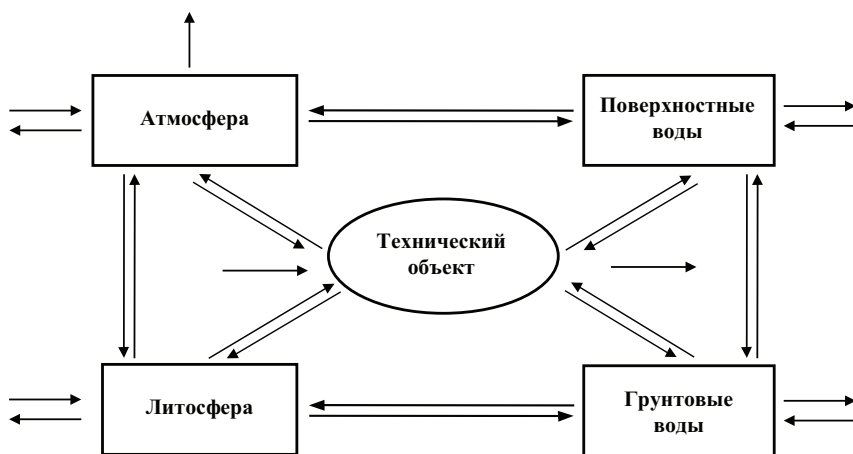 Атмосфера
Поверхностные
воды
Технический
объект
Литосфера
Грунтовые
воды